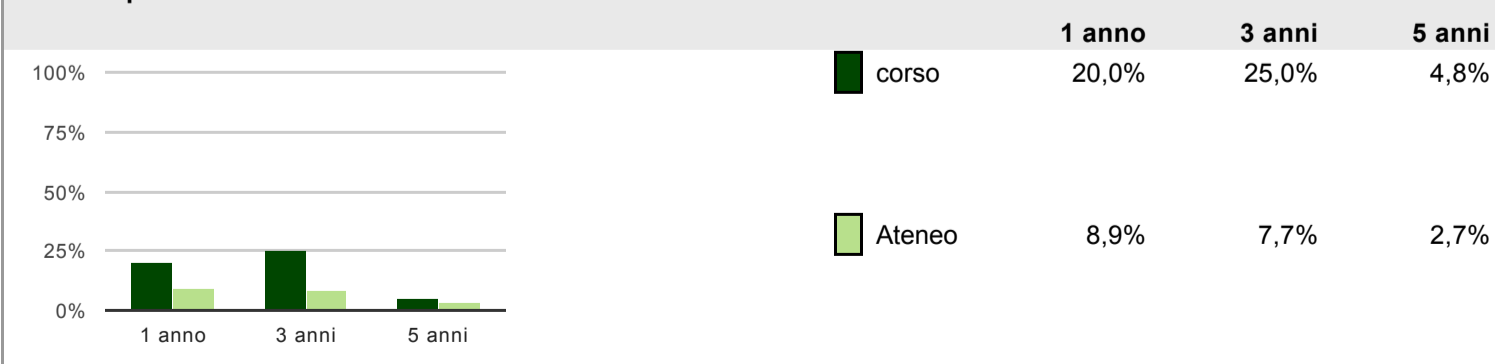 1 anno 3 anni 5 anni
100%
75%
50%
25%
0%
1 anno 3 anni 5 anni
corso 20,0% 25,0% 4,8%
Ateneo 8,9% 7,7% 2,7%